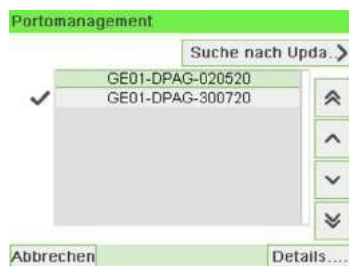 Portomanagement
Suche nach Upda..
GE01-DPAG-020520
GE01-DPAG-300720
Abbrechen
Details....